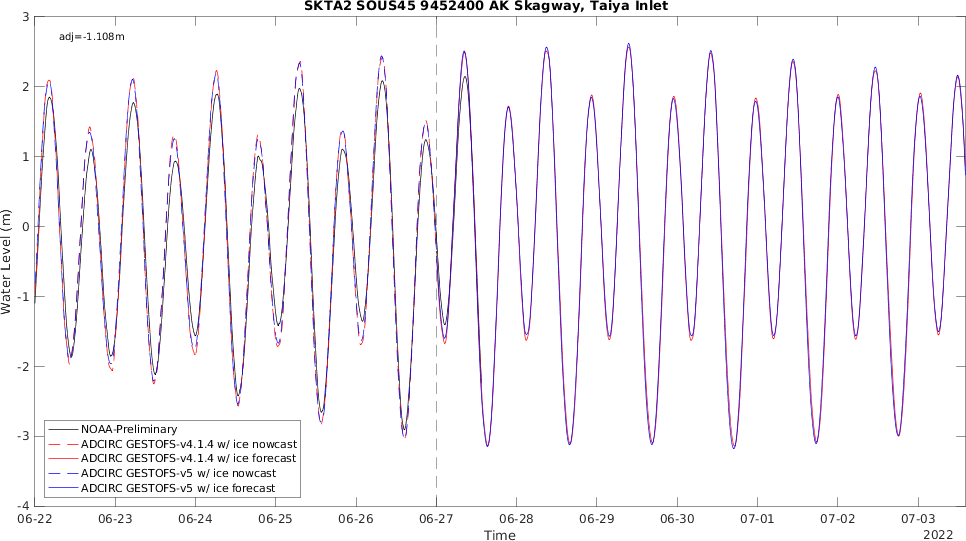 SKTA2 SOUS45 9452400 AK Skagway, Taiya Inlet
adj=-1.108m
3
2
1
0
-1
-2
-3
-4
Water Level (m)
NOAA-Preliminary
ADCIRC GESTOFS-v4.1.4 w/ ice nowcast
ADCIRC GESTOFS-v4.1.4 w/ ice forecast
ADCIRC GESTOFS-v5 w/ ice nowcast
ADCIRC GESTOFS-v5 w/ ice forecast
06-22 06-23 06-24 06-25 06-26 06-27 06-28 06-29 06-30 07-01 07-02 07-03
Time
2022